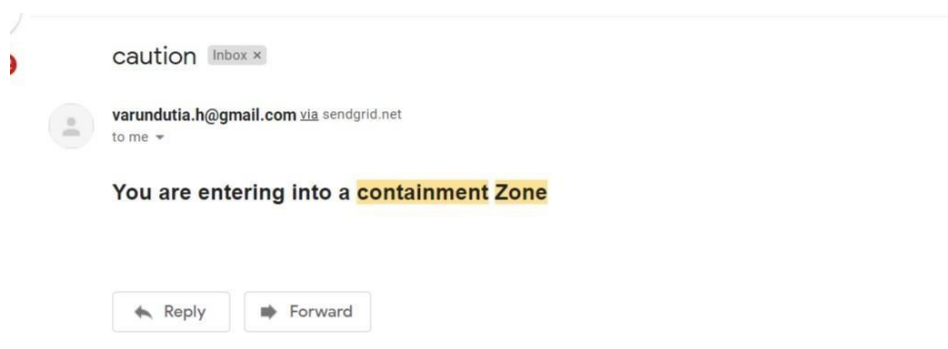 caution Inbox ×
varundutia.h@gmail.com via sendgrid.net
to me
You are entering into a containment Zone
Reply Forward